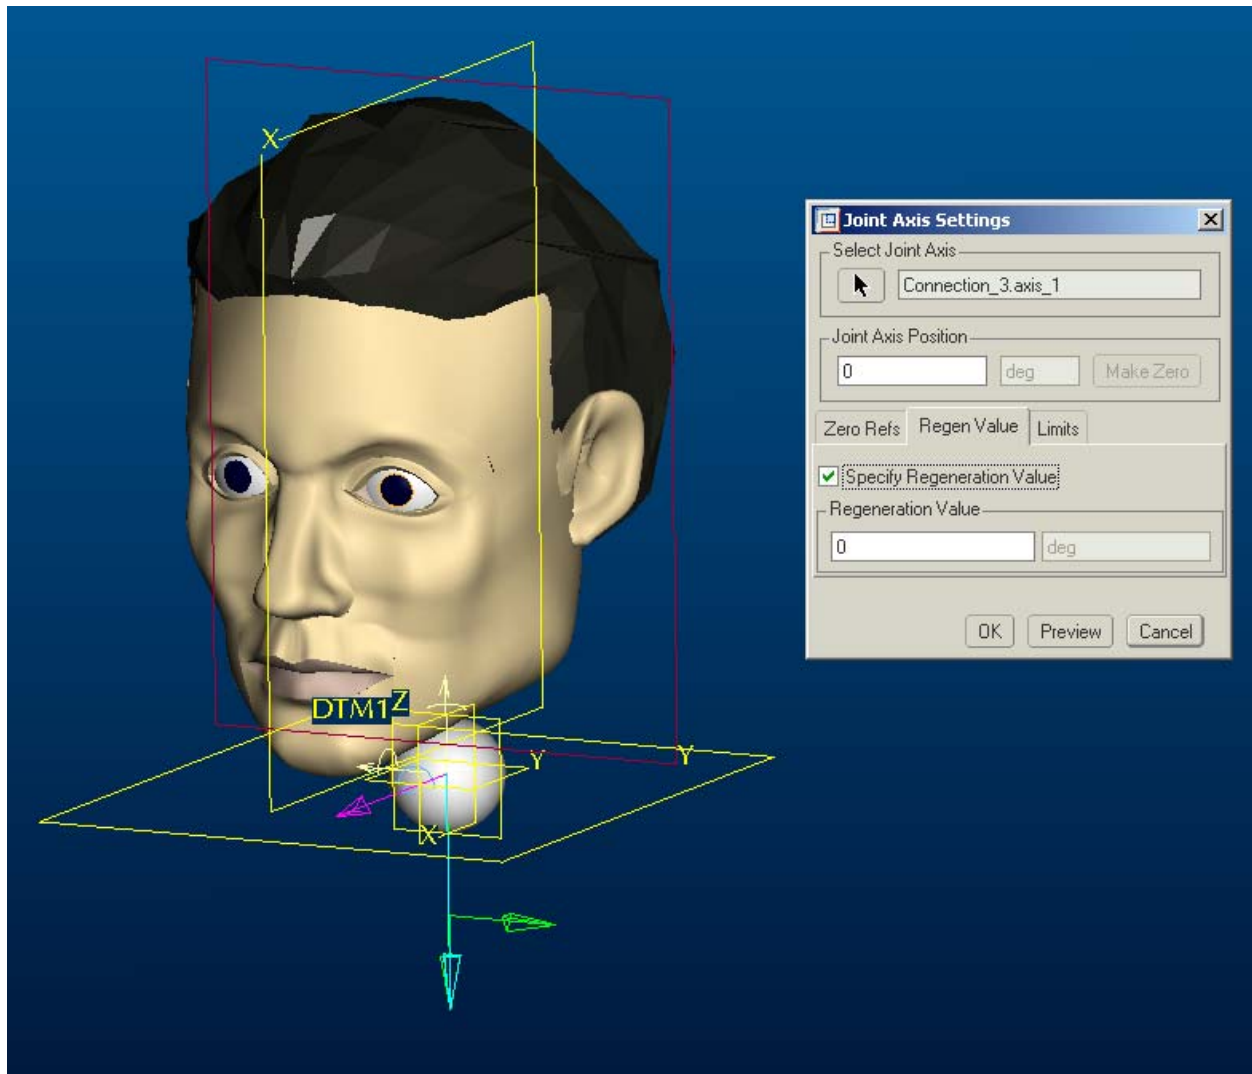 X
Joint Axis Settings
Select Joint Axis
Connection_3.axis_1
Joint Axis Position
0 deg Make Zero
Zero Refs Regen Value Limits
Specify Regeneration Value
Regeneration Value
0 deg
OK Preview Cancel
DTM1 Z
Y Y
X